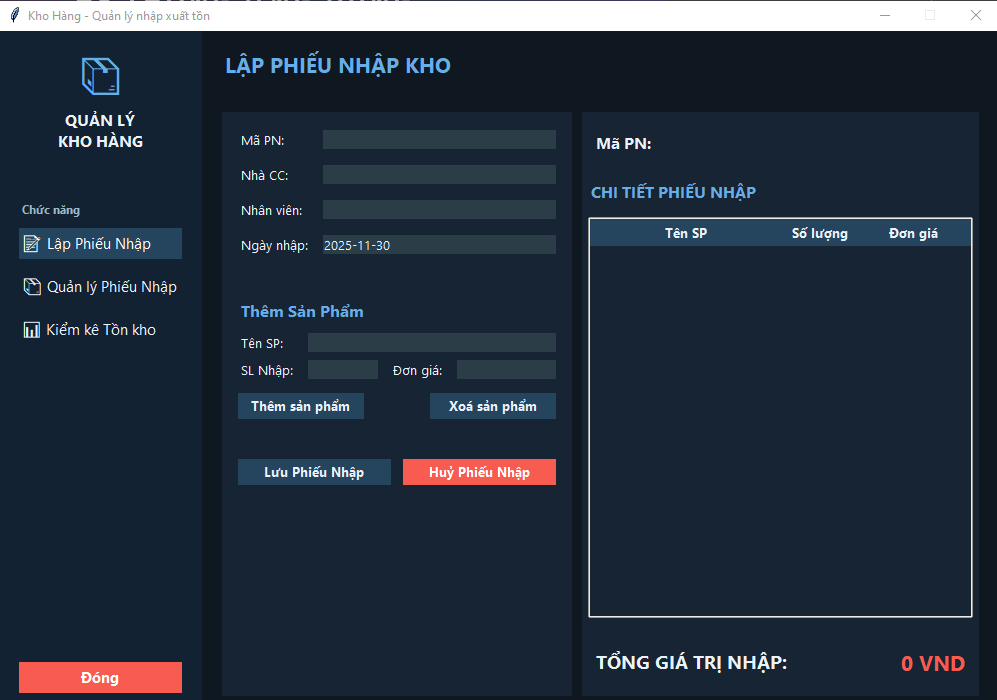 Kho Hàng - Quản lý nhập xuất tồn
QUẢN LÝ
KHO HÀNG
Chức năng
Lập Phiếu Nhập
Quản lý Phiếu Nhập
Kiểm kê Tồn kho
Đóng
LẬP PHIẾU NHẬP KHO
Mã PN:
Nhà CC:
Nhân viên:
Ngày nhập: 2025-11-30
Thêm Sản Phẩm
Tên SP:
SL Nhập: Đơn giá:
Thêm sản phẩm Xoá sản phẩm
Lưu Phiếu Nhập Huỷ Phiếu Nhập
Mã PN:
CHI TIẾT PHIẾU NHẬP
Tên SP Số lượng Đơn giá
TỔNG GIÁ TRỊ NHẬP: 0 VND